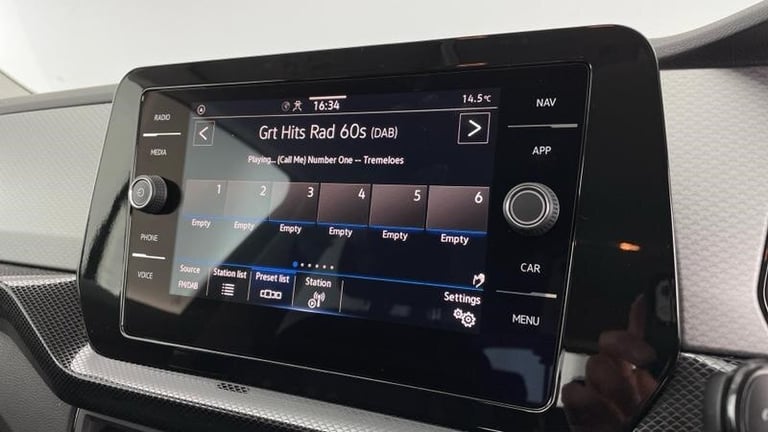 RADIO
MEDIA
PHONE
VOICE
16:34
14.5°C
Grt Hits Rad 60s (DAB)
Playing... (Call Me) Number One -- Tremeloes
1 2 3 4 5 6
Empty Empty Empty Empty Empty Empty
Source
FM/DAB
Station list
Preset list
Station
Settings
NAV
APP
CAR
MENU